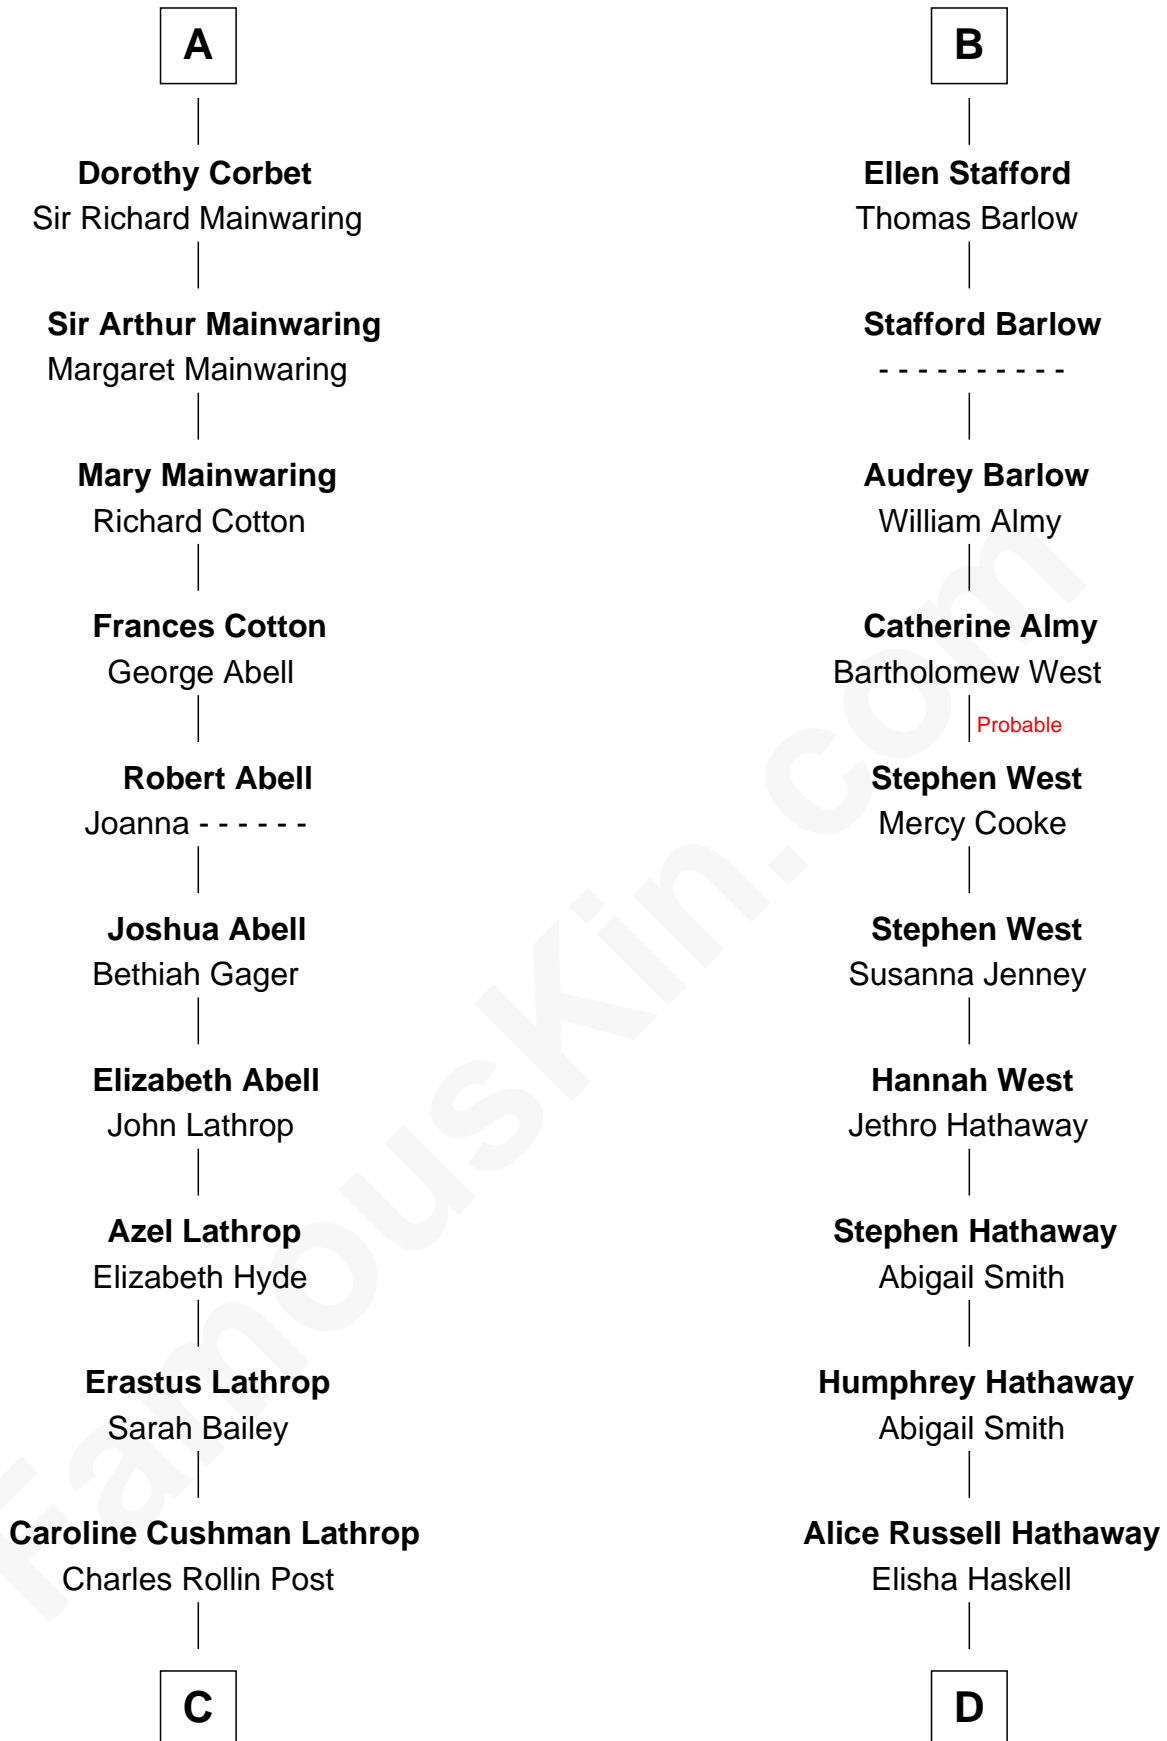 A
Dorothy Corbet
Sir Richard Mainwaring
Sir Arthur Mainwaring
Margaret Mainwaring
Mary Mainwaring
Richard Cotton
Frances Cotton
George Abell
Robert Abell
Joanna - - - - - -
Joshua Abell
Bethiah Gager
Elizabeth Abell
John Lathrop
Azel Lathrop
Elizabeth Hyde
Erastus Lathrop
Sarah Bailey
Caroline Cushman Lathrop
Charles Rollin Post
C
B
Ellen Stafford
Thomas Barlow
Stafford Barlow
- - - - - - - - - -
Audrey Barlow
William Almy
Catherine Almy
Bartholomew West
Probable
Stephen West
Mercy Cooke
Stephen West
Susanna Jenney
Hannah West
Jethro Hathaway
Stephen Hathaway
Abigail Smith
Humphrey Hathaway
Abigail Smith
Alice Russell Hathaway
Elisha Haskell
D
FamousKin.com